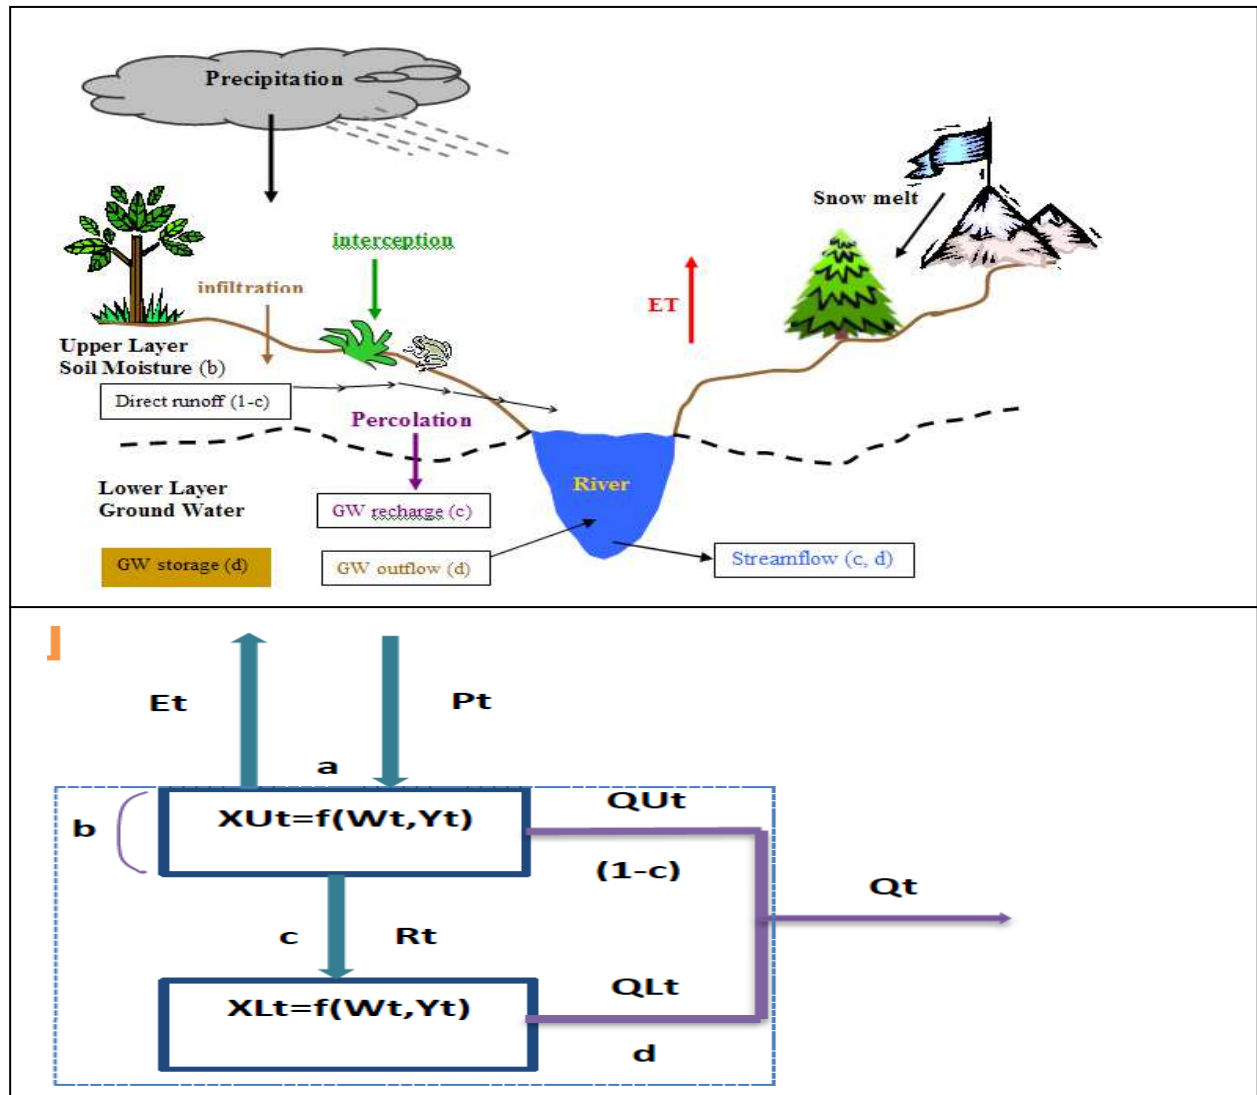 Precipitation
Snow melt
interception
infiltration
ET
Upper Layer
Soil Moisture (b)
Direct runoff (1-c)
Percolation
Lower Layer
Ground Water
River
GW recharge (c)
GW storage (d)
GW outflow (d)
Streamflow (c, d)
Et
Pt
a
b
XUt=f(Wt,Yt)
QUt
(1-c)
Qt
c
Rt
XLt=f(Wt,Yt)
QLt
d